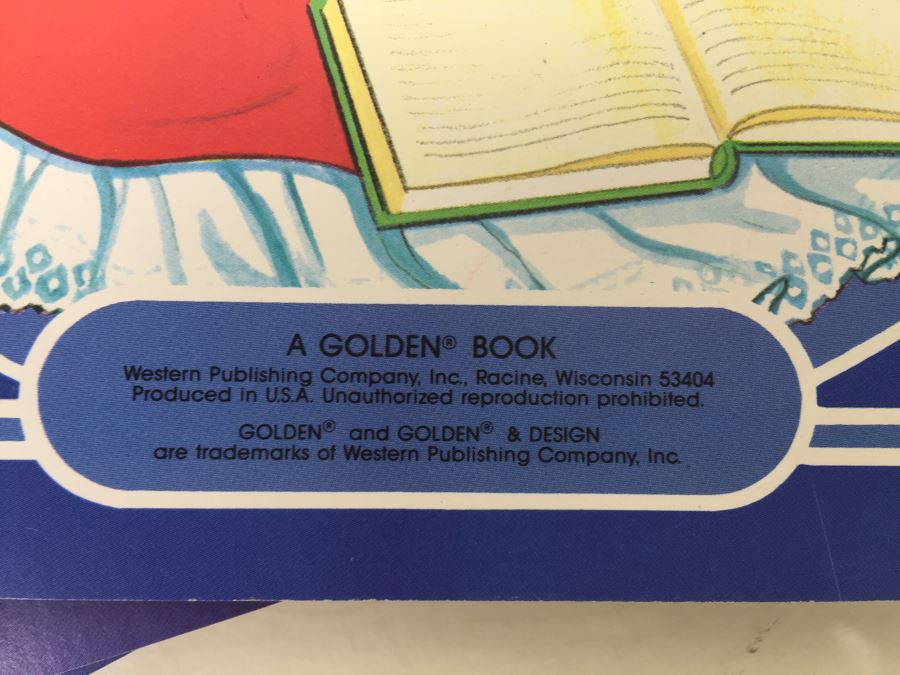 A GOLDEN® BOOK
Western Publishing Company, Inc., Racine, Wisconsin 53404
Produced in U.S.A. Unauthorized reproduction prohibited.
GOLDEN® and GOLDEN® & DESIGN
are trademarks of Western Publishing Company, Inc.